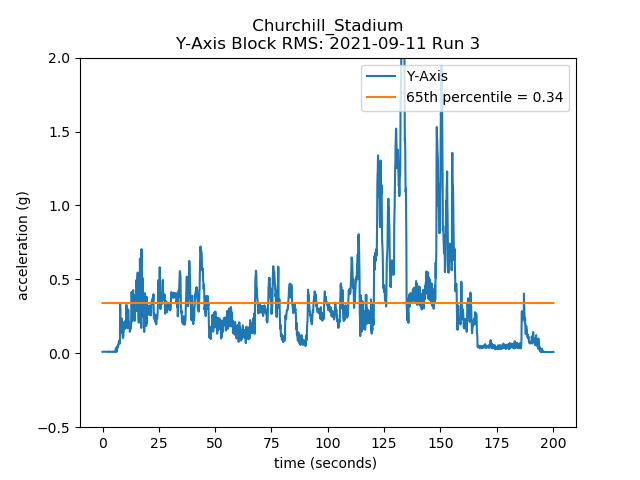 Churchill_Stadium
Y-Axis Block RMS: 2021-09-11 Run 3
Y-Axis
65th percentile = 0.34
2.0
1.5
1.0
0.5
0.0
−0.5
acceleration (g)
0 25 50 75 100 125 150 175 200
time (seconds)